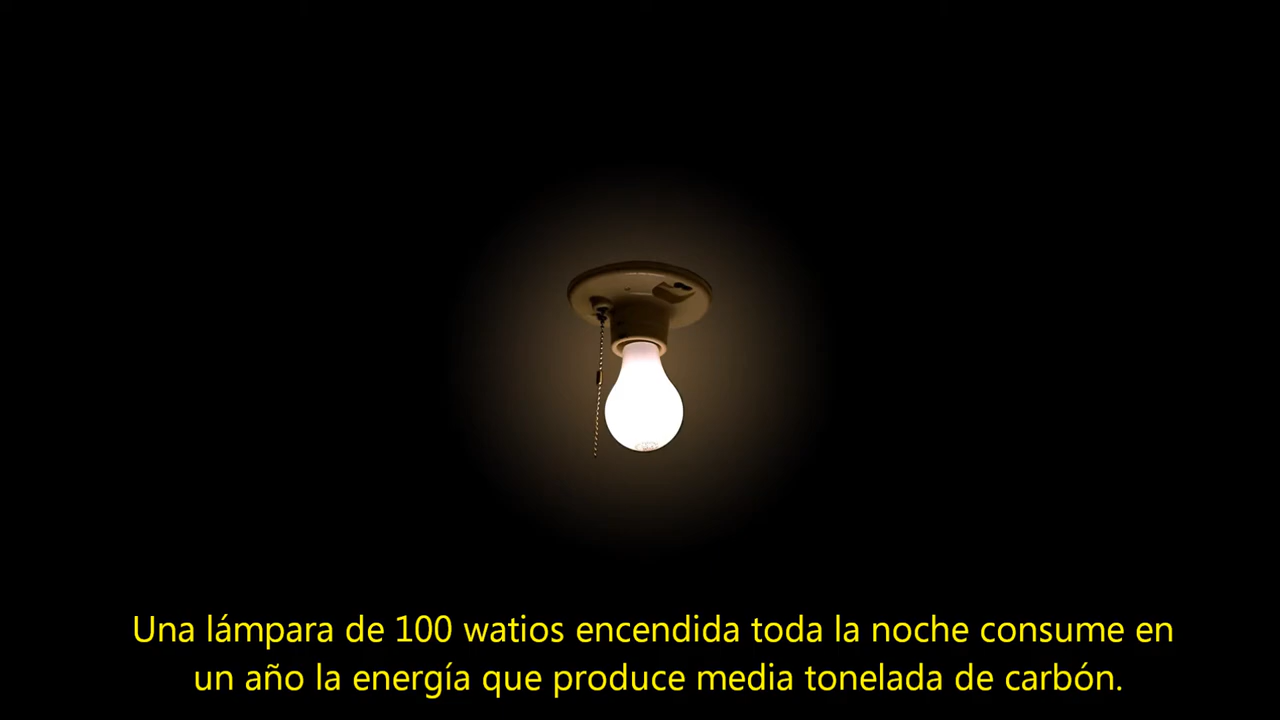 Una lámpara de 100 watios encendida toda la noche consume en
un año la energía que produce media tonelada de carbón.